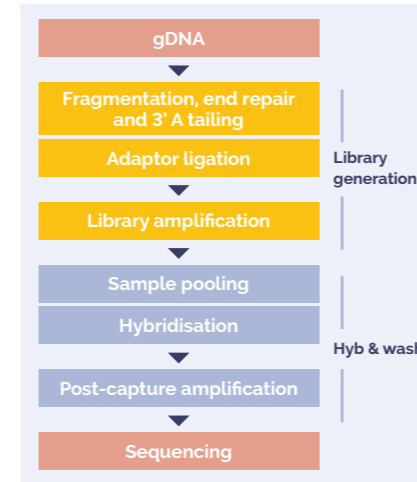 gDNA
Fragmentation, end repair
and 3' A tailing
Adaptor ligation
Library
generation
Library amplification
Sample pooling
Hybridisation
Hyb & wash
Post-capture amplification
Sequencing